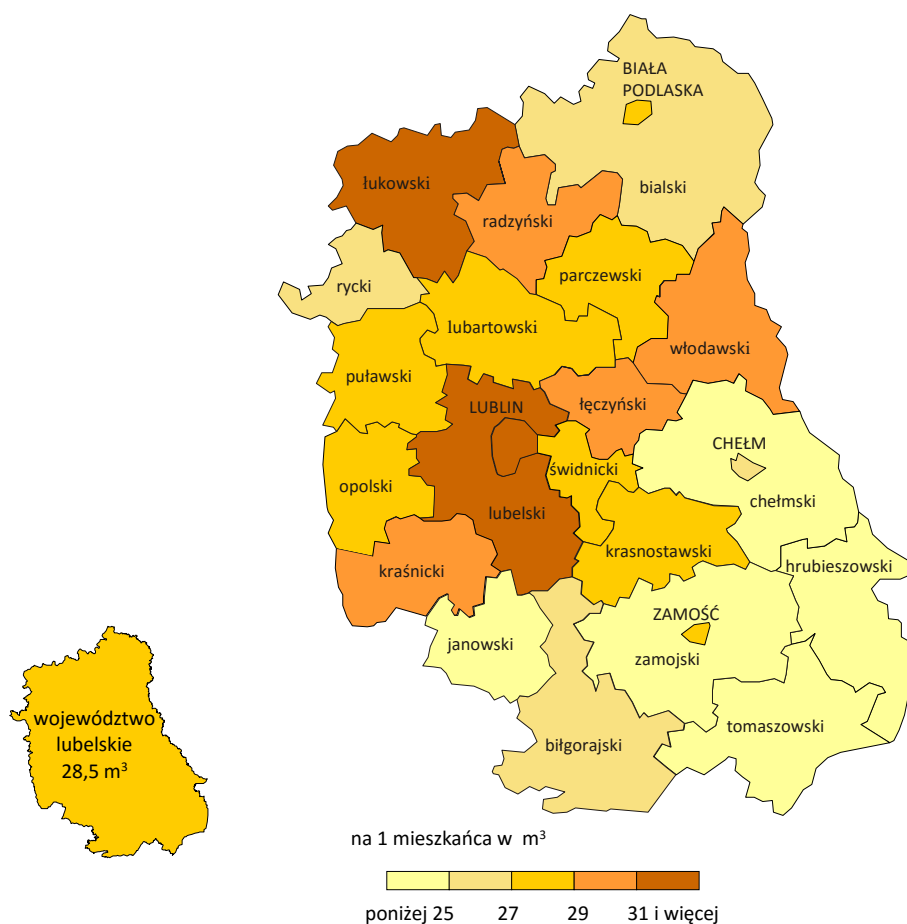 BIAŁA
PODLASKA
łukowski
bialski
radzyński
rycki
parczewski
lubartowski
włodawski
puławski
LUBLIN
łęczyński
CHEŁM
świdnicki
opolski
chełmski
lubelski
krasnostawski
hrubieszowski
kraśnicki
ZAMOŚĆ
janowski
zamojski
województwo
lubelskie
28,5 m³
tomaszowski
biłgorajski
na 1 mieszkańca w m³
poniżej 25 27 29 31 i więcej